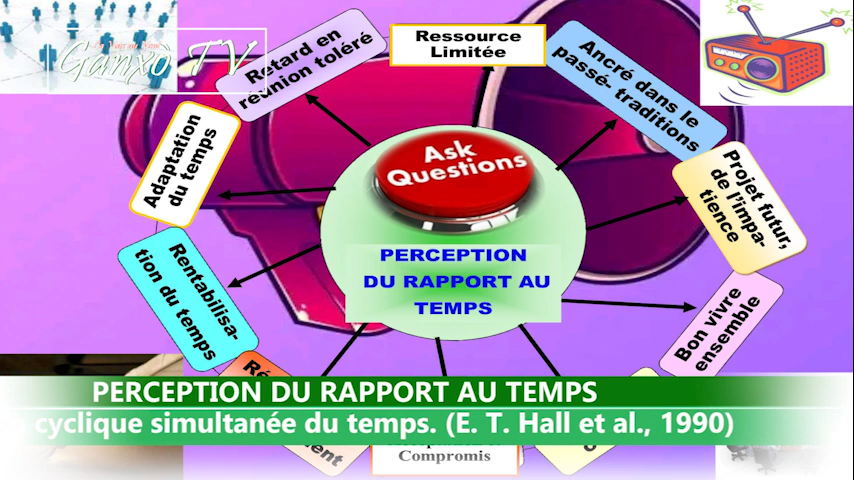 Ganxo TV
Retard en
réunion toléré
Ressource
Limitée
Ancré dans le
passé- traditions
Adaptation
du temps
Ask
Questions
Projet futur,
de l'impa-
tience
PERCEPTION
DU RAPPORT AU
TEMPS
Rentabilisa-
tion du temps
Bon vivre
ensemble
PERCEPTION DU RAPPORT AU TEMPS
cyclique simultanée du temps. (E. T. Hall et al., 1990)
Compromis